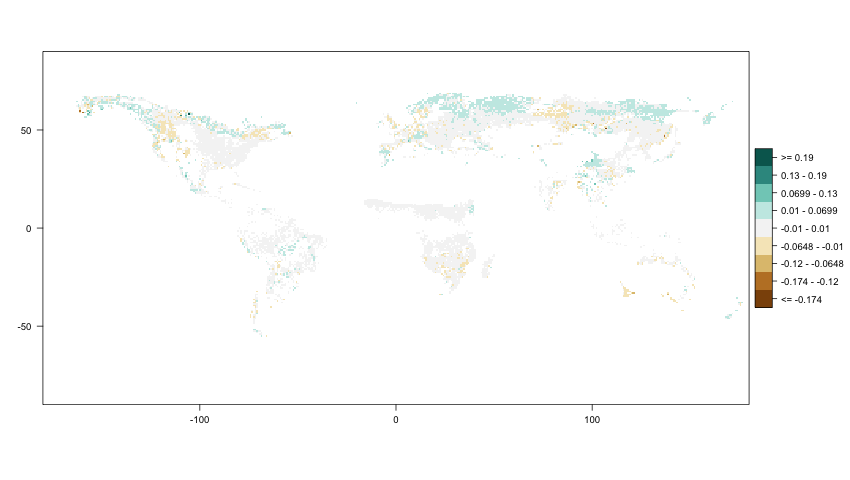 50
0
-50
-100
0
100
>= 0.19
0.13 - 0.19
0.0699 - 0.13
0.01 - 0.0699
-0.01 - 0.01
-0.0648 - -0.01
-0.12 - -0.0648
-0.174 - -0.12
<= -0.174